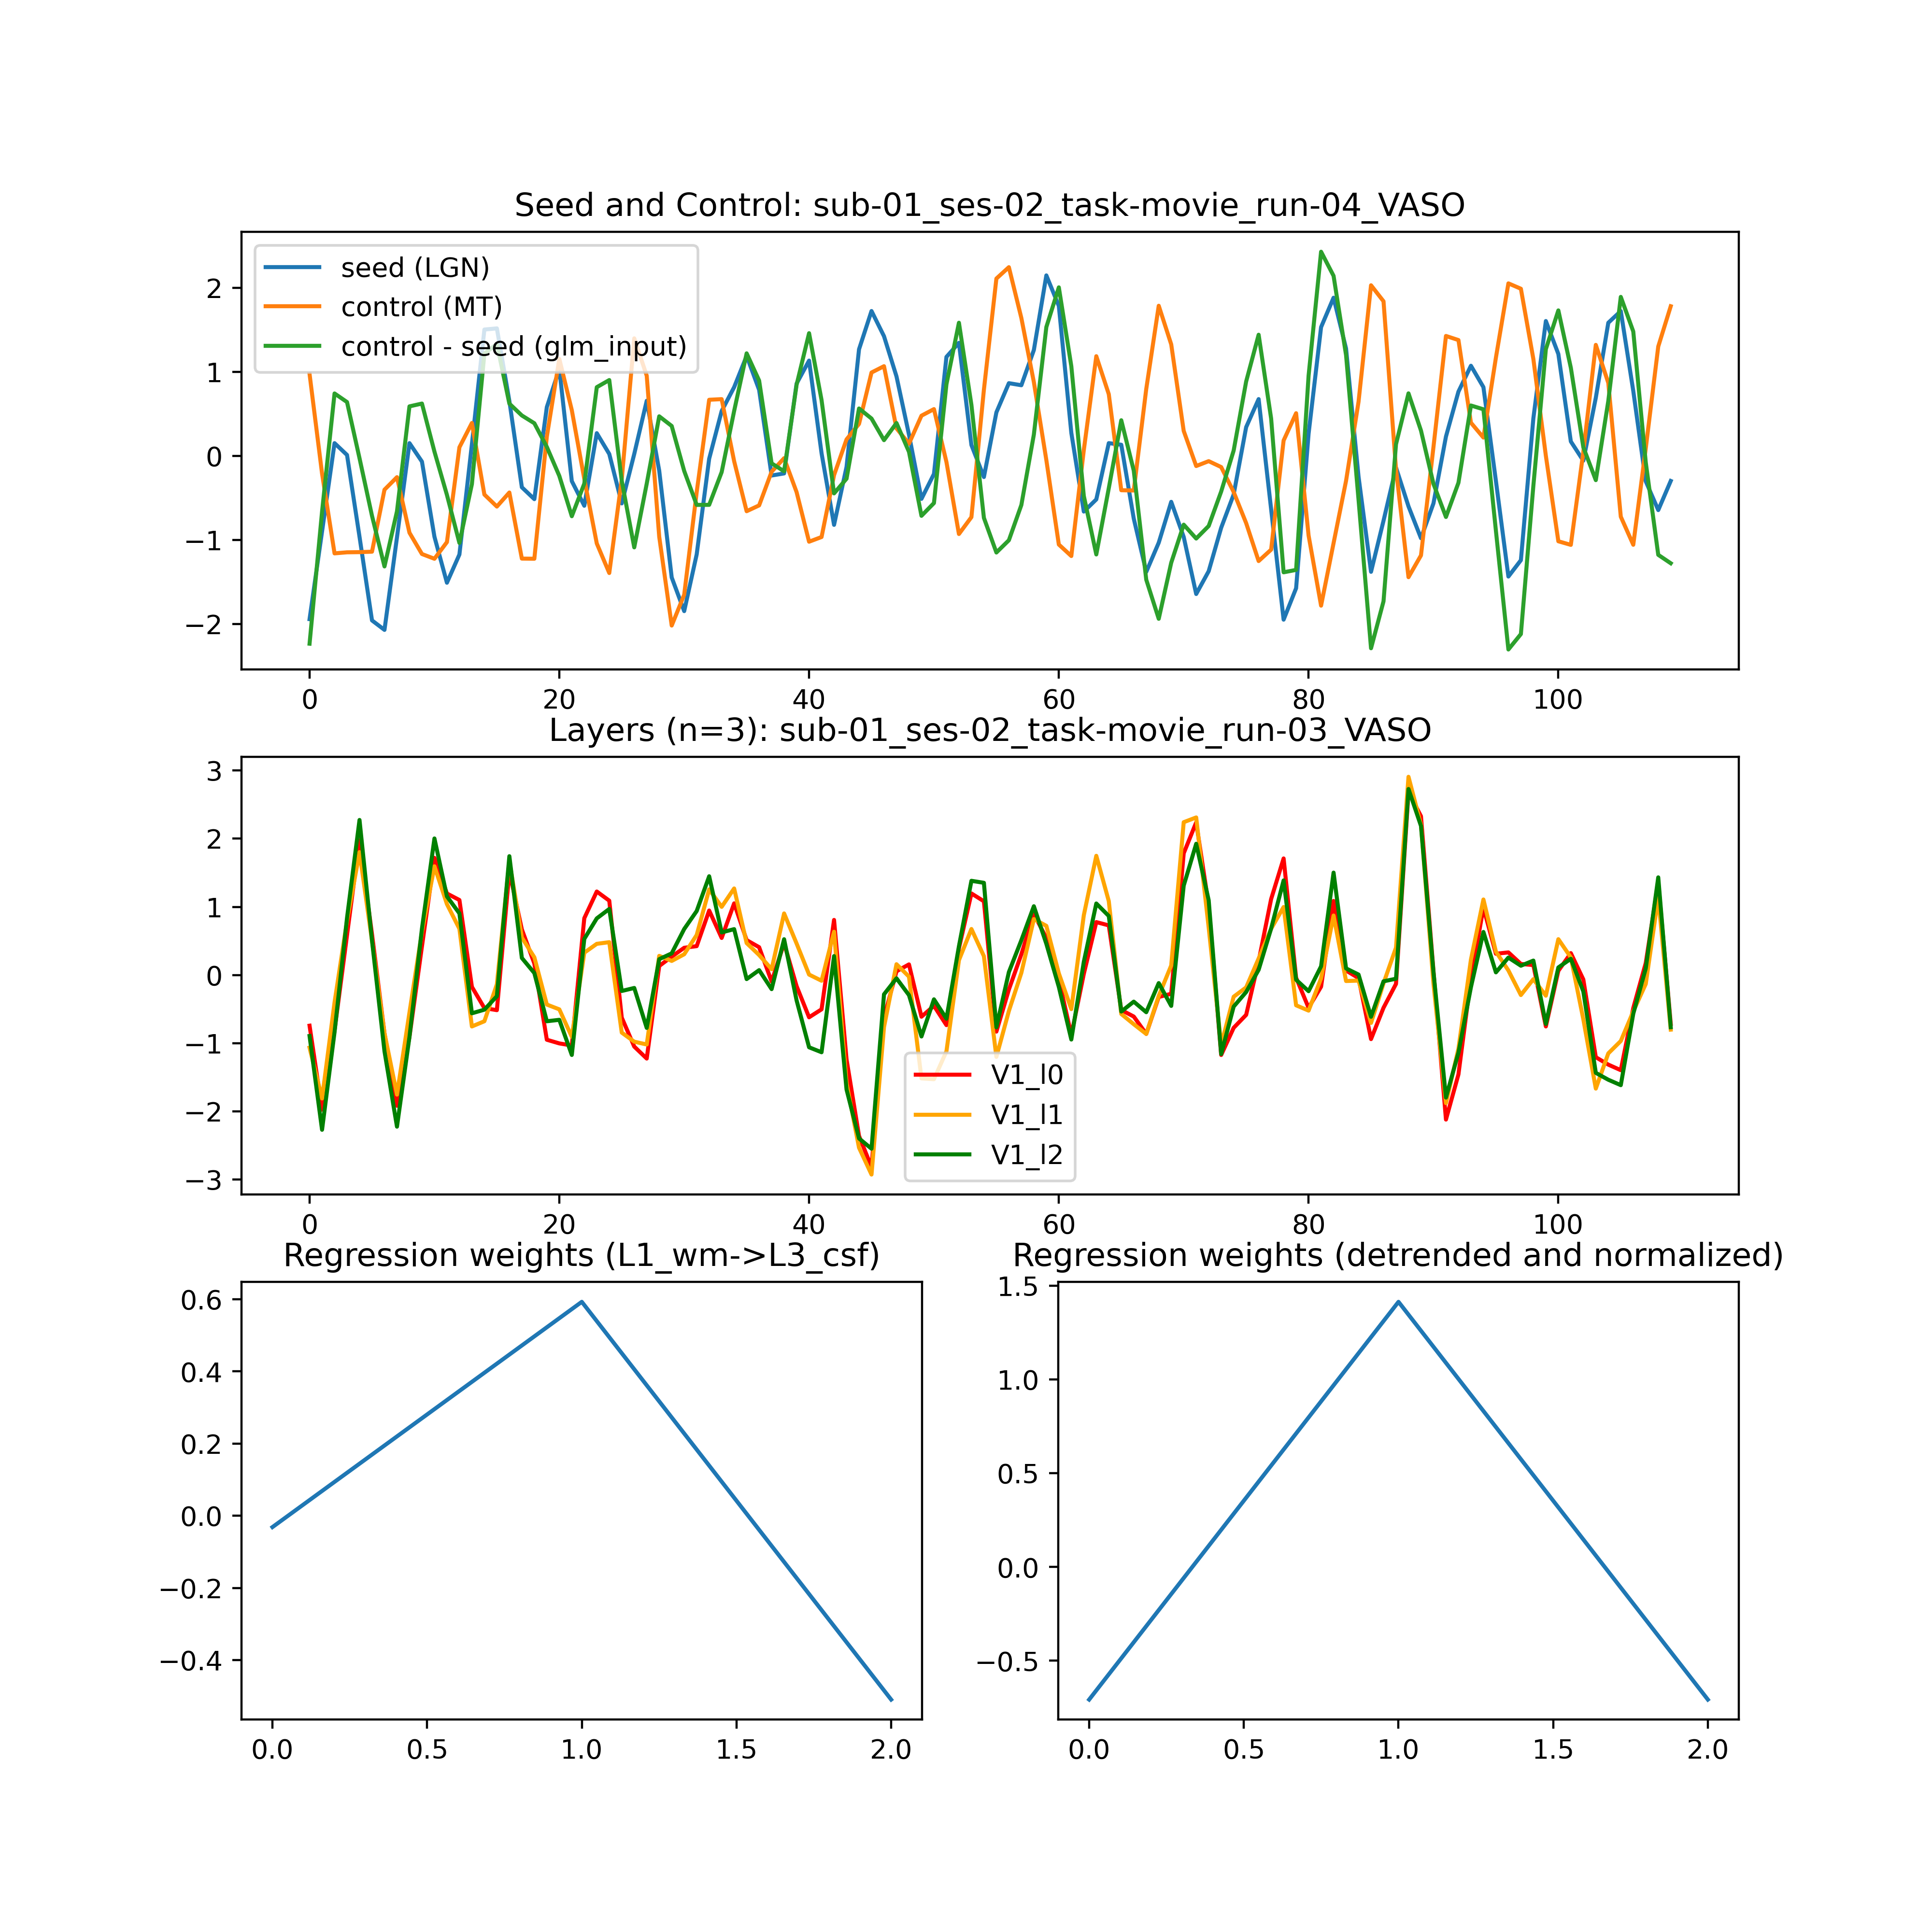 Seed and Control: sub-01_ses-02_task-movie_run-04_VASO
seed (LGN)
control (MT)
control - seed (glm_input)
2
1
0
−1
−2
0 20 40 60 80 100
Layers (n=3): sub-01_ses-02_task-movie_run-03_VASO
3
2
1
0
−1
−2
−3
V1_l0
V1_l1
V1_l2
0 20 40 60 80 100
Regression weights (L1_wm->L3_csf)
0.6
0.4
0.2
0.0
−0.2
−0.4
0.0 0.5 1.0 1.5 2.0
Regression weights (detrended and normalized)
1.5
1.0
0.5
0.0
−0.5
0.0 0.5 1.0 1.5 2.0